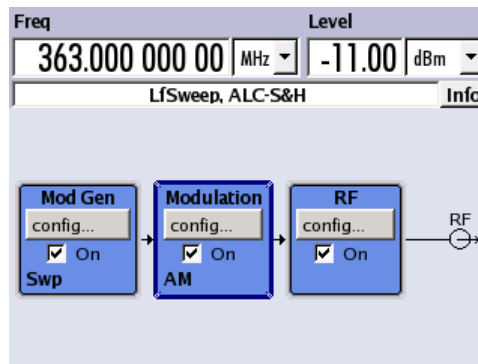 Freq Level
363.000 000 00 MHz -11.00 dBm
LfSweep, ALC-S&H Info
Mod Gen Modulation RF
config... config... config...
On On On
RF
Swp AM